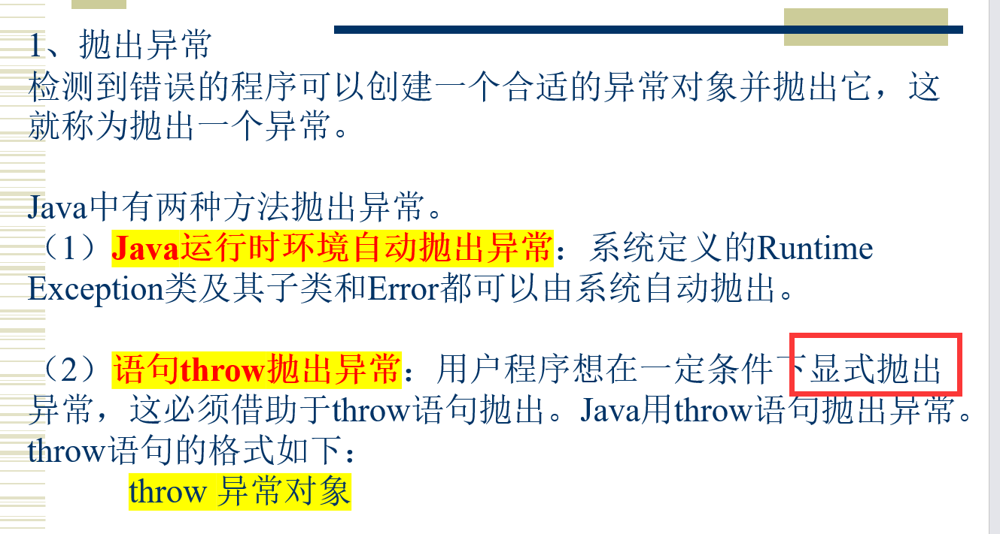 1、抛出异常
检测到错误的程序可以创建一个合适的异常对象并抛出它，这
就称为抛出一个异常。
Java中有两种方法抛出异常。
（1）Java运行时环境自动抛出异常：系统定义的Runtime
Exception类及其子类和Error都可以由系统自动抛出。
（2）语句throw抛出异常：用户程序想在一定条件下显式抛出
异常，这必须借助于throw语句抛出。Java用throw语句抛出异常。
throw语句的格式如下：
throw 异常对象